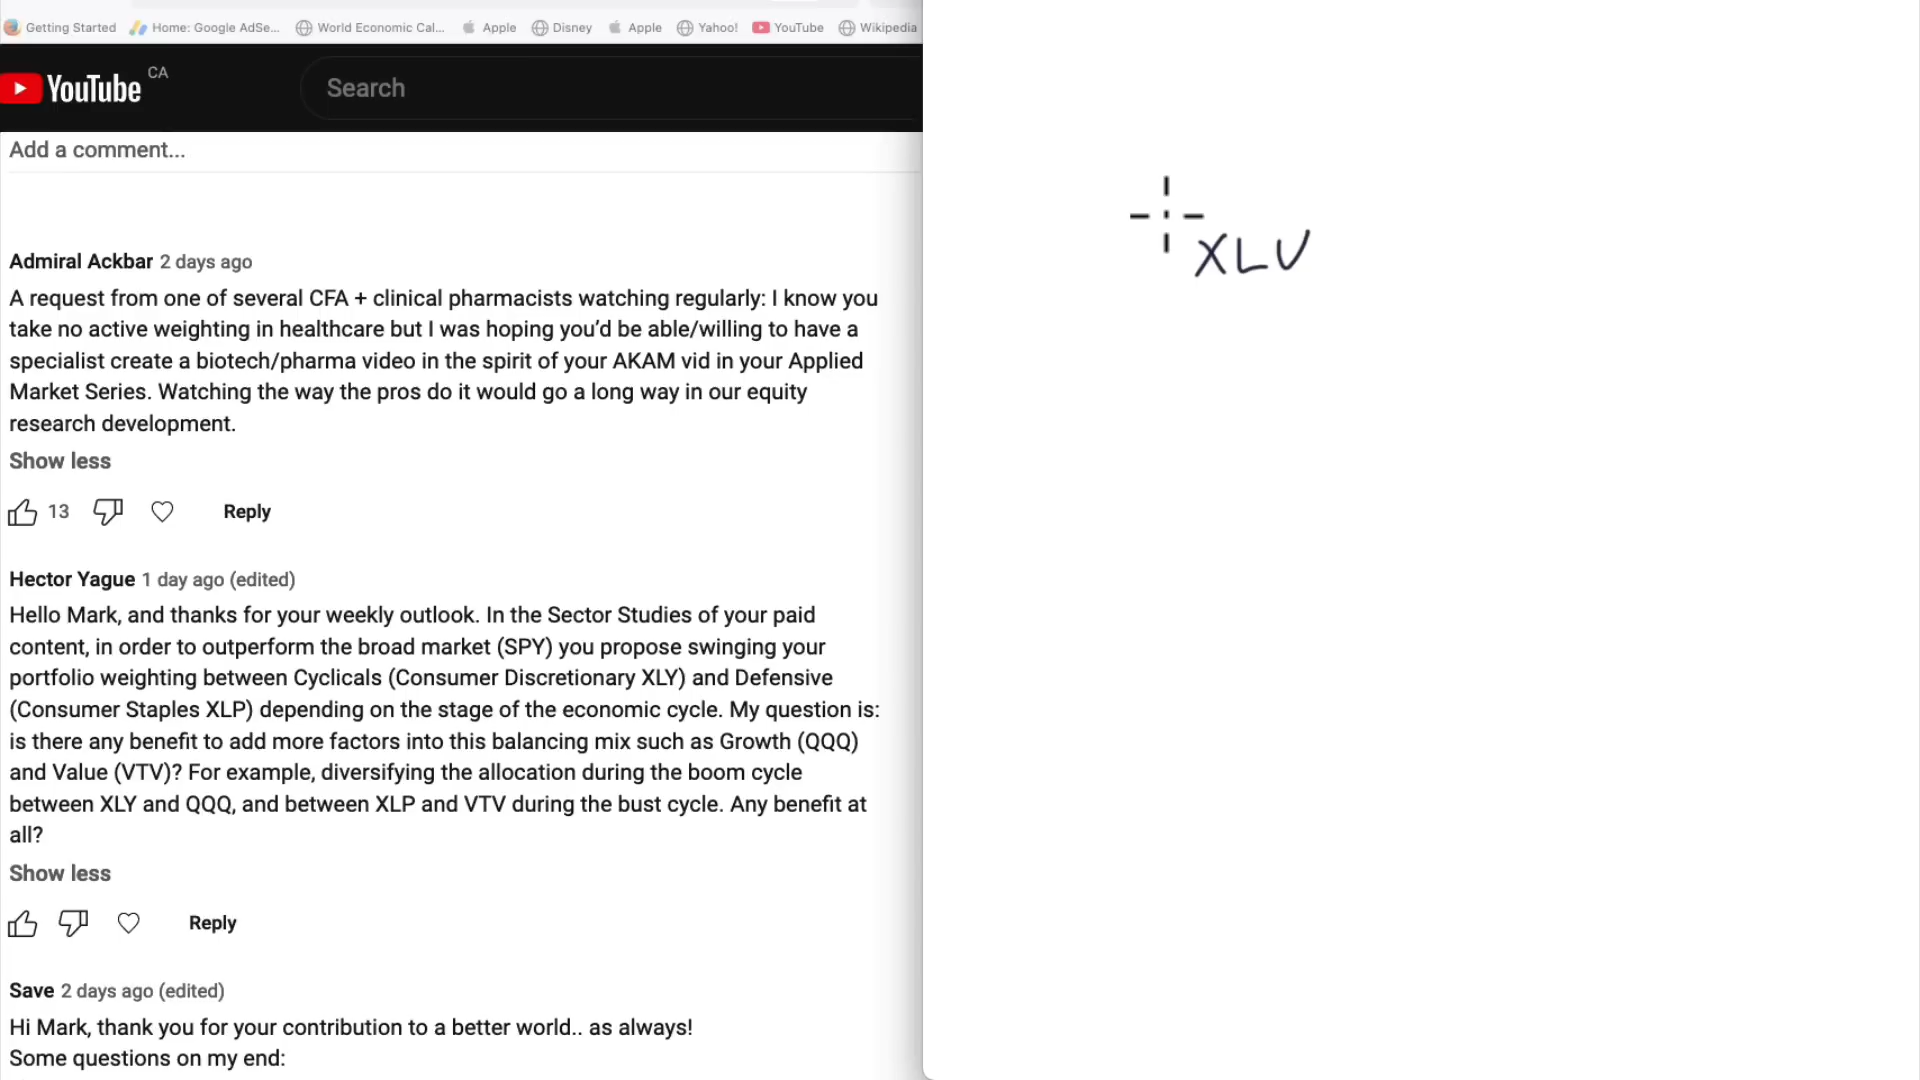 Getting Started
Home: Google AdSe...
World Economic Cal...
Apple
Disney
Apple
Yahoo!
YouTube
Wikipedia
YouTube CA
Search
Add a comment...
Admiral Ackbar 2 days ago
A request from one of several CFA + clinical pharmacists watching regularly: I know you
take no active weighting in healthcare but I was hoping you’d be able/willing to have a
specialist create a biotech/pharma video in the spirit of your AKAM vid in your Applied
Market Series. Watching the way the pros do it would go a long way in our equity
research development.
Show less
13
Reply
Hector Yague 1 day ago (edited)
Hello Mark, and thanks for your weekly outlook. In the Sector Studies of your paid
content, in order to outperform the broad market (SPY) you propose swinging your
portfolio weighting between Cyclicals (Consumer Discretionary XLY) and Defensive
(Consumer Staples XLP) depending on the stage of the economic cycle. My question is:
is there any benefit to add more factors into this balancing mix such as Growth (QQQ)
and Value (VTV)? For example, diversifying the allocation during the boom cycle
between XLY and QQQ, and between XLP and VTV during the bust cycle. Any benefit at
all?
Show less
Reply
Save 2 days ago (edited)
Hi Mark, thank you for your contribution to a better world.. as always!
Some questions on my end:
XLV